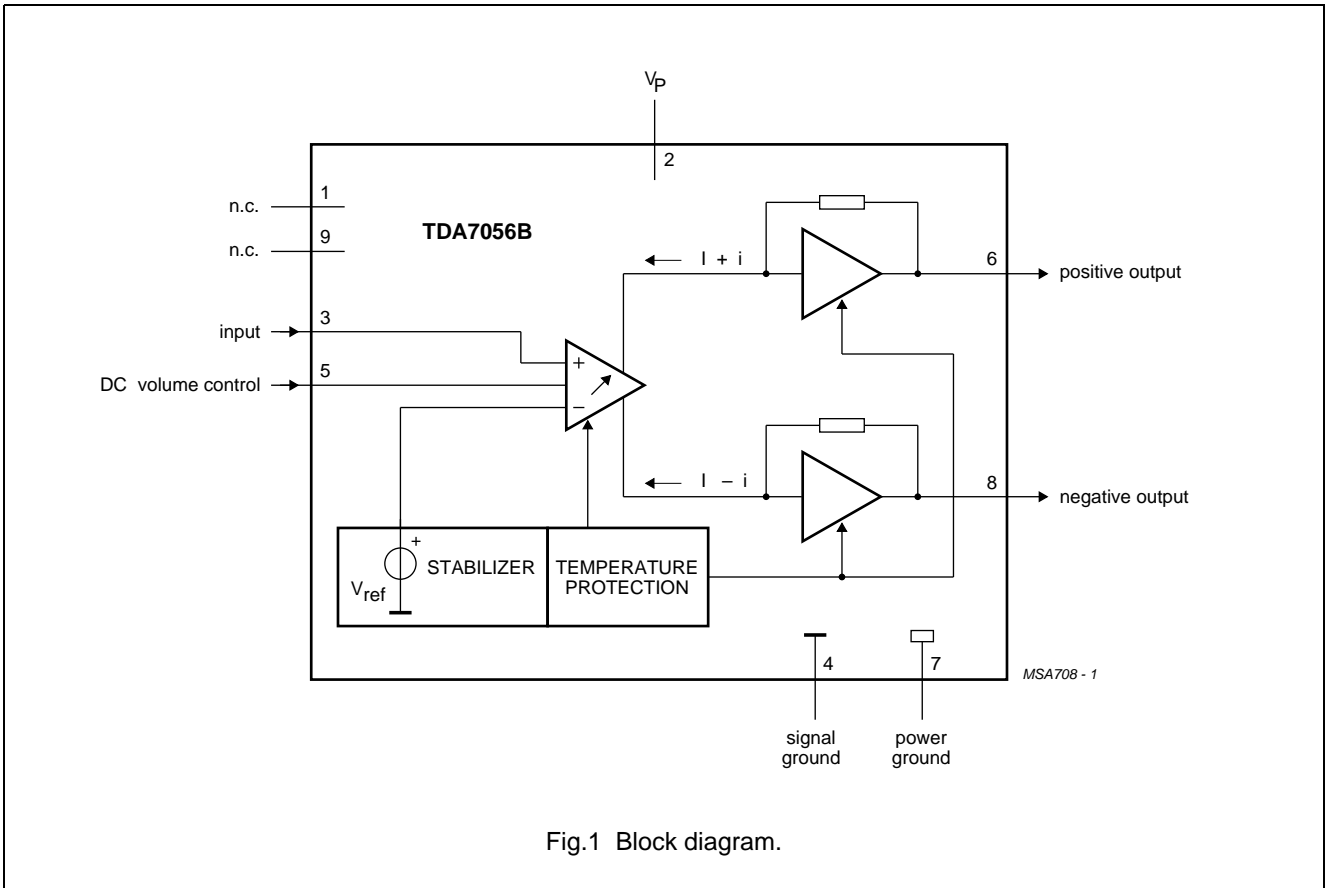 VP
2
1
n.c.
TDA7056B
9
n.c.
I + i
6
positive output
3
input
+
5
DC volume control
−
I − i
8
negative output
+
STABILIZER
TEMPERATURE
PROTECTION
Vref
4
7
MSA708 - 1
signal
ground
power
ground
Fig.1 Block diagram.